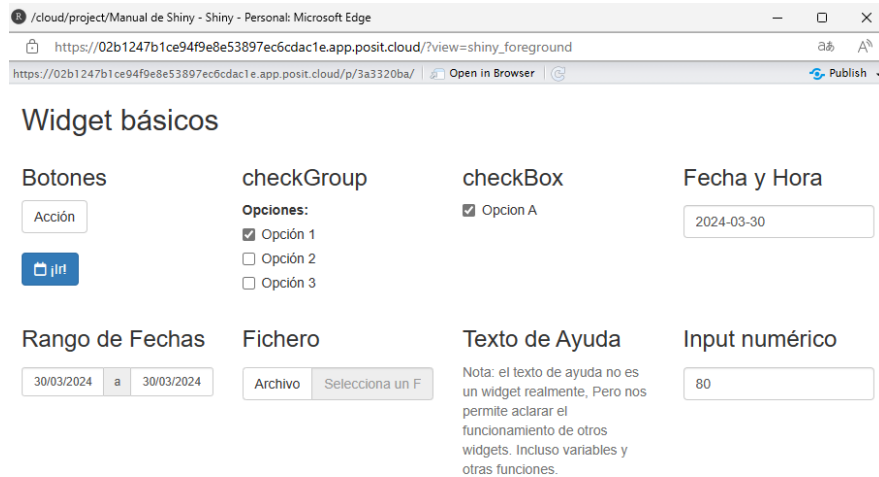 /cloud/project/Manual de Shiny - Shiny - Personal: Microsoft Edge
https://02b1247b1ce94f9e8e53897ec6cdac1e.app.posit.cloud/?view=shiny_foreground
https://02b1247b1ce94f9e8e53897ec6cdac1e.app.posit.cloud/p/3a3320ba/ Open in Browser Publish
Widget básicos
Botones
Acción
¡Ir!
checkGroup
Opciones:
Opción 1
Opción 2
Opción 3
checkBox
Opcion A
Fecha y Hora
2024-03-30
Rango de Fechas
30/03/2024 a 30/03/2024
Fichero
Archivo Selecciona un F
Texto de Ayuda
Nota: el texto de ayuda no es
un widget realmente, Pero nos
permite aclarar el
funcionamiento de otros
widgets. Incluso variables y
otras funciones.
Input numérico
80